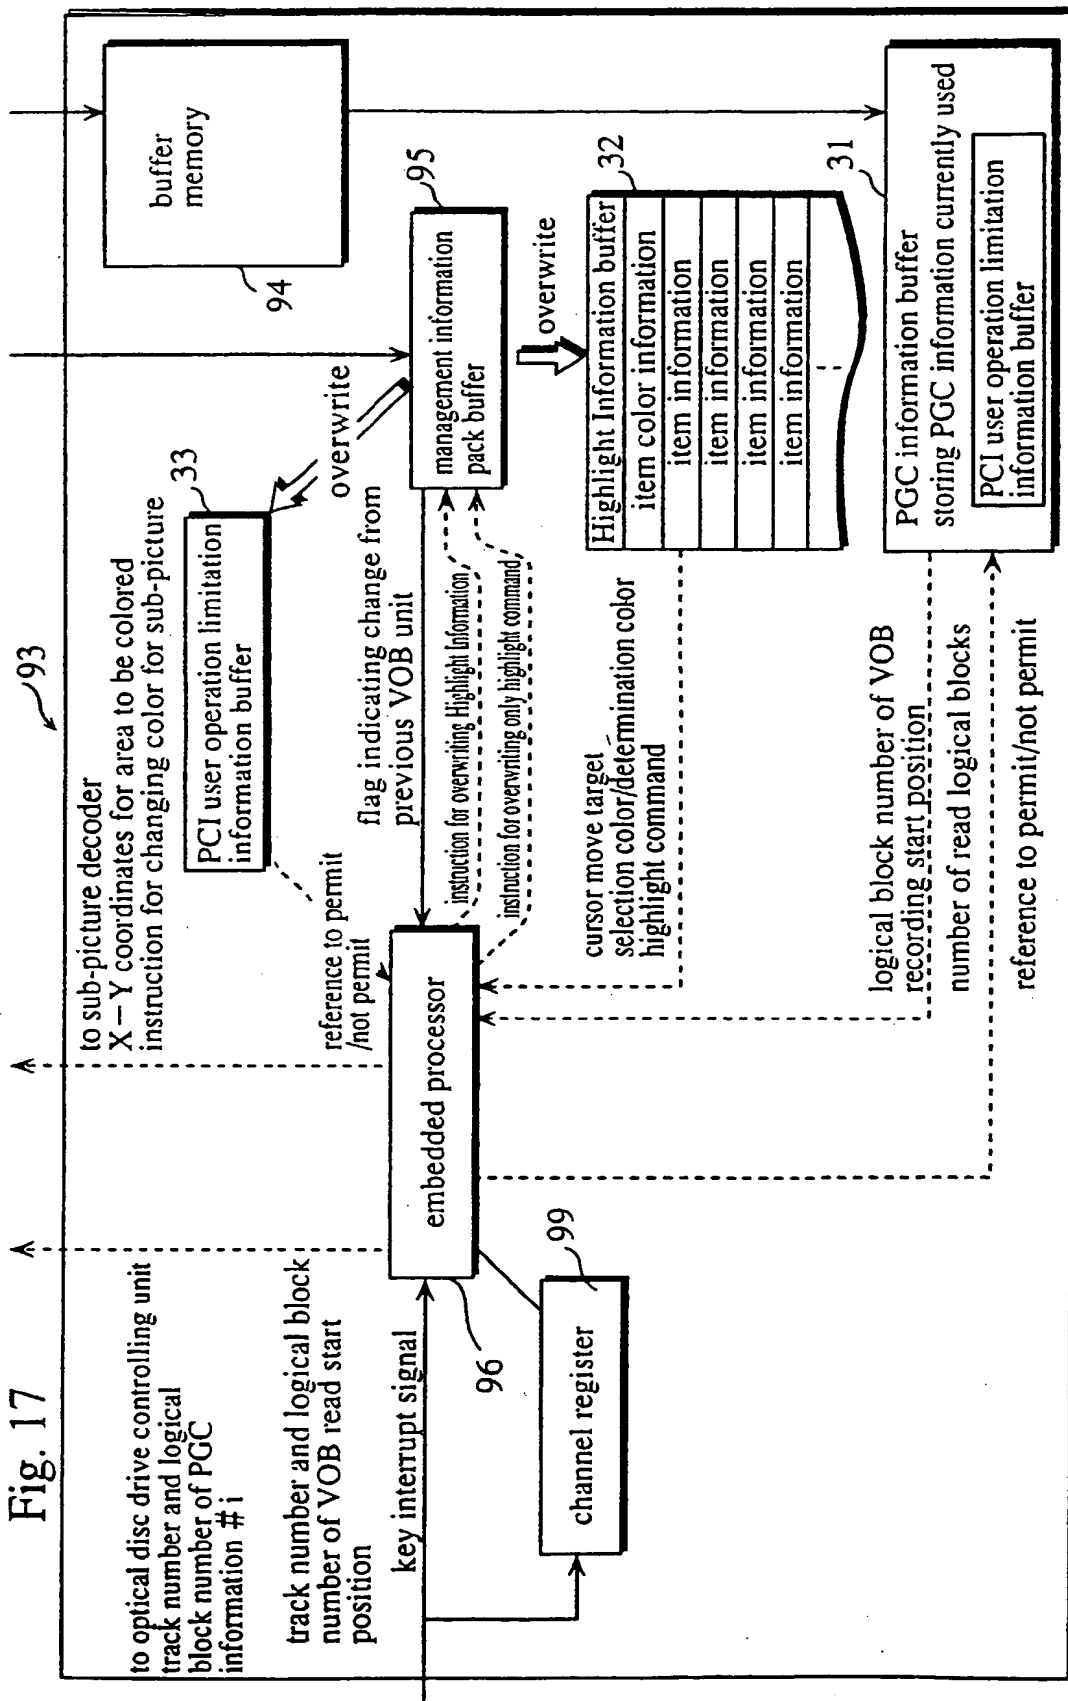 Fig. 17
93
to optical disc drive controlling unit
track number and logical
block number of PGC
information #i
track number and logical block
number of VOB read start
position
key interrupt signal
96
channel register
99
embedded processor
to sub-picture decoder
X-Y coordinates for area to be colored
instruction for changing color for sub-picture
reference to permit
/not permit
PCI user operation limitation
information buffer
33
overwrite
flag indicating change from
previous VOB unit
instruction for overwriting Highlight Information
instruction for overwriting only highlight command
buffer
memory
94
management information
pack buffer
95
overwrite
cursor move target
selection color/determination color
highlight command
Highlight Information buffer
item color information
item information
item information
item information
item information
32
logical block number of VOB
recording start position
number of read logical blocks
reference to permit/not permit
PGC information buffer
storing PGC information currently used
PCI user operation limitation
information buffer
31